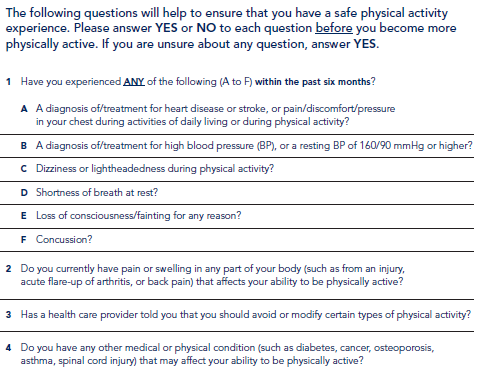 The following questions will help to ensure that you have a safe physical activity
experience. Please answer YES or NO to each question before you become more
physically active. If you are unsure about any question, answer YES.
1 Have you experienced ANY of the following (A to F) within the past six months?
A A diagnosis of/treatment for heart disease or stroke, or pain/discomfort/pressure
in your chest during activities of daily living or during physical activity?
B A diagnosis of/treatment for high blood pressure (BP), or a resting BP of 160/90 mmHg or higher?
C Dizziness or lightheadedness during physical activity?
D Shortness of breath at rest?
E Loss of consciousness/fainting for any reason?
F Concussion?
2 Do you currently have pain or swelling in any part of your body (such as from an injury,
acute flare-up of arthritis, or back pain) that affects your ability to be physically active?
3 Has a health care provider told you that you should avoid or modify certain types of physical activity?
4 Do you have any other medical or physical condition (such as diabetes, cancer, osteoporosis,
asthma, spinal cord injury) that may affect your ability to be physically active?